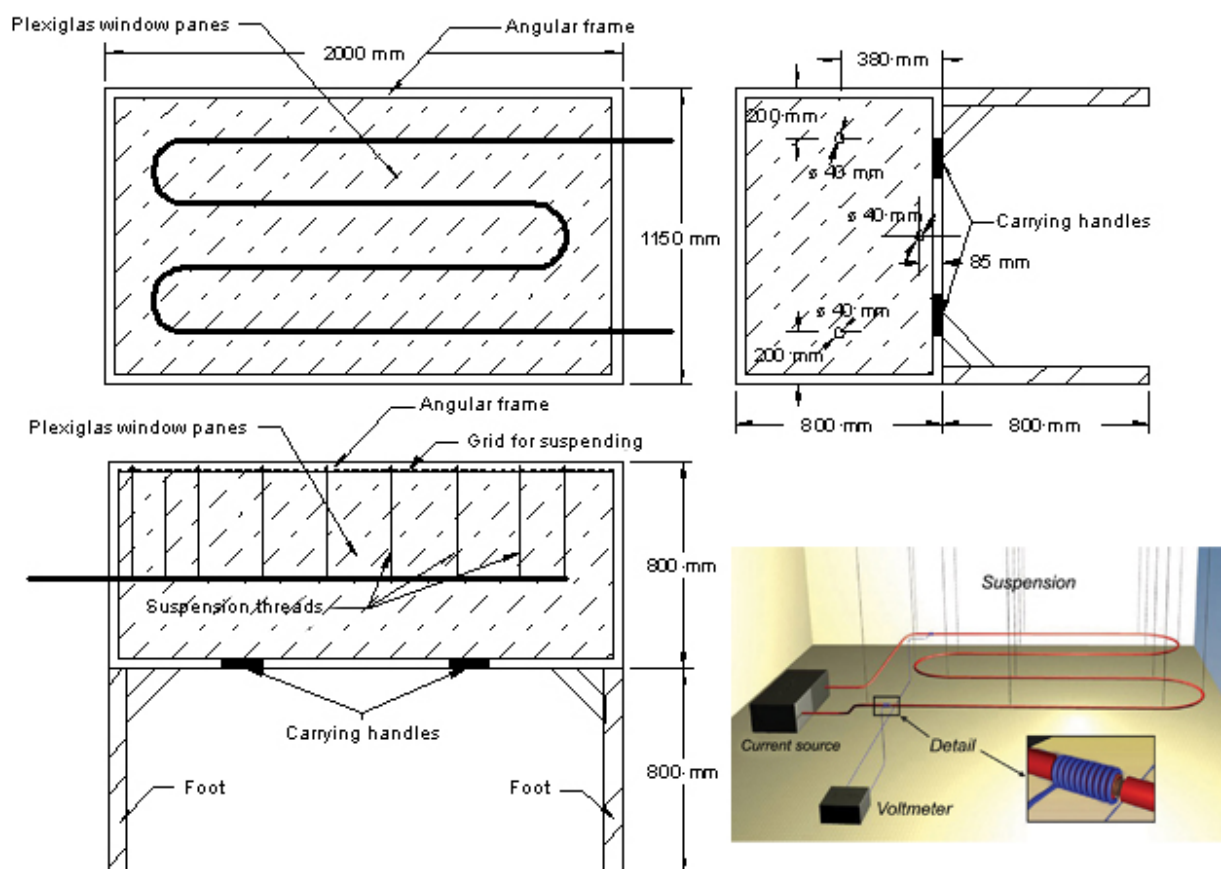 Plexiglas window panes
Angular frame
2000 mm
1150 mm
380·mm
200·mm
ø 40·mm
ø 40·mm
Carrying handles
85 mm
ø 40·mm
200·mm
800·mm
800·mm
Angular frame
Plexiglas window panes
Grid for suspending
800·mm
Suspension threads
Carrying handles
800·mm
Foot
Foot
Suspension
Current source
Detail
Voltmeter